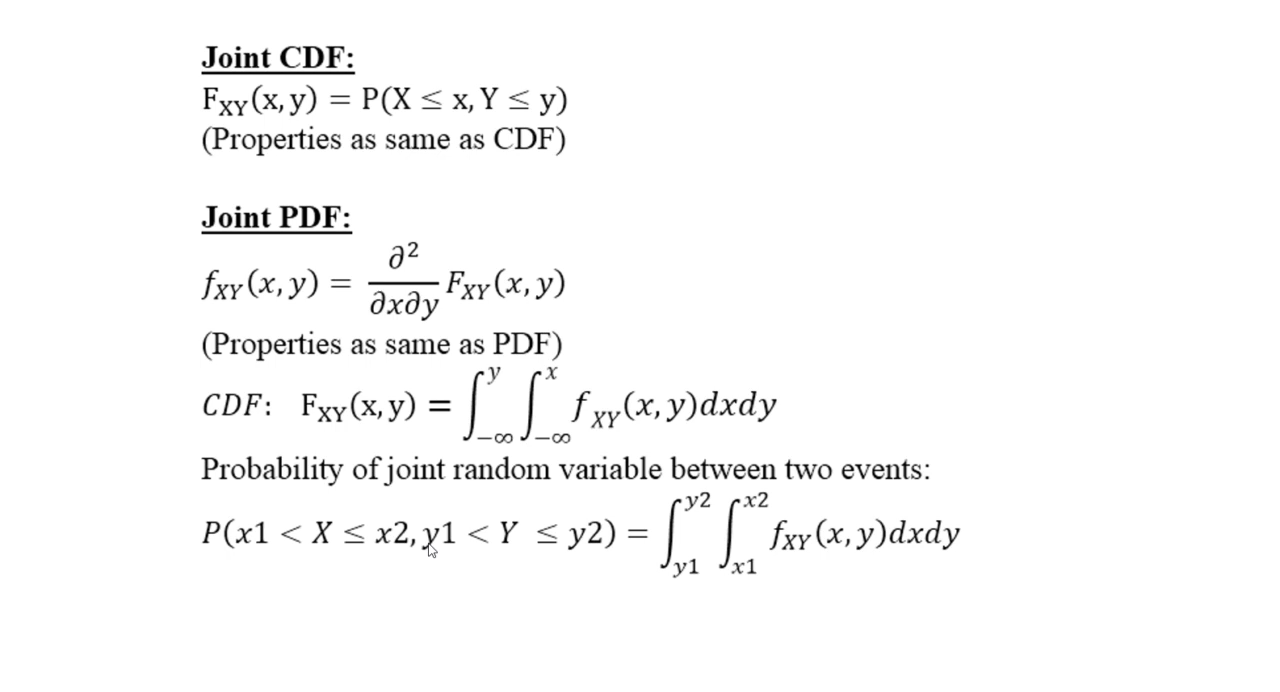 Joint CDF:
F_XY(x, y) = P(X ≤ x, Y ≤ y)
(Properties as same as CDF)
Joint PDF:
f_XY(x, y) = ∂²/∂x∂y F_XY(x, y)
(Properties as same as PDF)
CDF: F_XY(x, y) = ∫_{-∞}^{y} ∫_{-∞}^{x} f_XY(x, y)dxdy
Probability of joint random variable between two events:
P(x1 < X ≤ x2, y1 < Y ≤ y2) = ∫_{y1}^{y2} ∫_{x1}^{x2} f_XY(x, y)dxdy